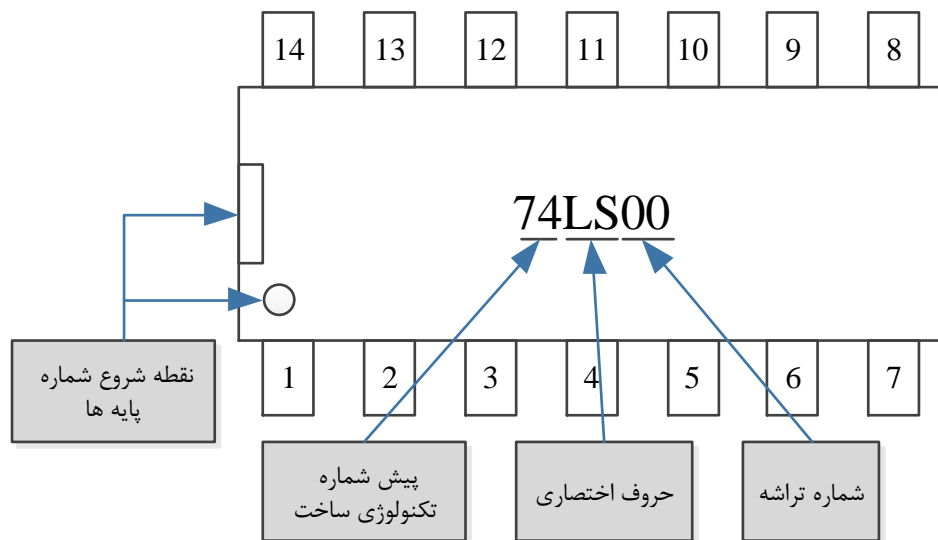 14 13 12 11 10 9 8
74LS00
1 2 3 4 5 6 7
نقطه شروع شماره
پایه ها
پیش شماره
تکنولوژی ساخت
حروف اختصاری
شماره تراشه